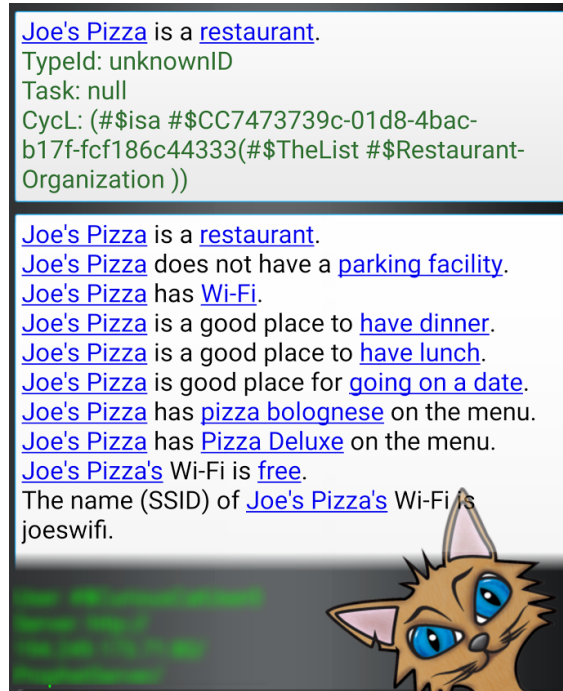 Joe's Pizza is a restaurant.
TypeId: unknownID
Task: null
CycL: (#$isa #$CC7473739c-01d8-4bac-
b17f-fcf186c44333(#$TheList #$Restaurant-
Organization ))
Joe's Pizza is a restaurant.
Joe's Pizza does not have a parking facility.
Joe's Pizza has Wi-Fi.
Joe's Pizza is a good place to have dinner.
Joe's Pizza is a good place to have lunch.
Joe's Pizza is good place for going on a date.
Joe's Pizza has pizza bolognese on the menu.
Joe's Pizza has Pizza Deluxe on the menu.
Joe's Pizza's Wi-Fi is free.
The name (SSID) of Joe's Pizza's Wi-Fi is
joeswifi.